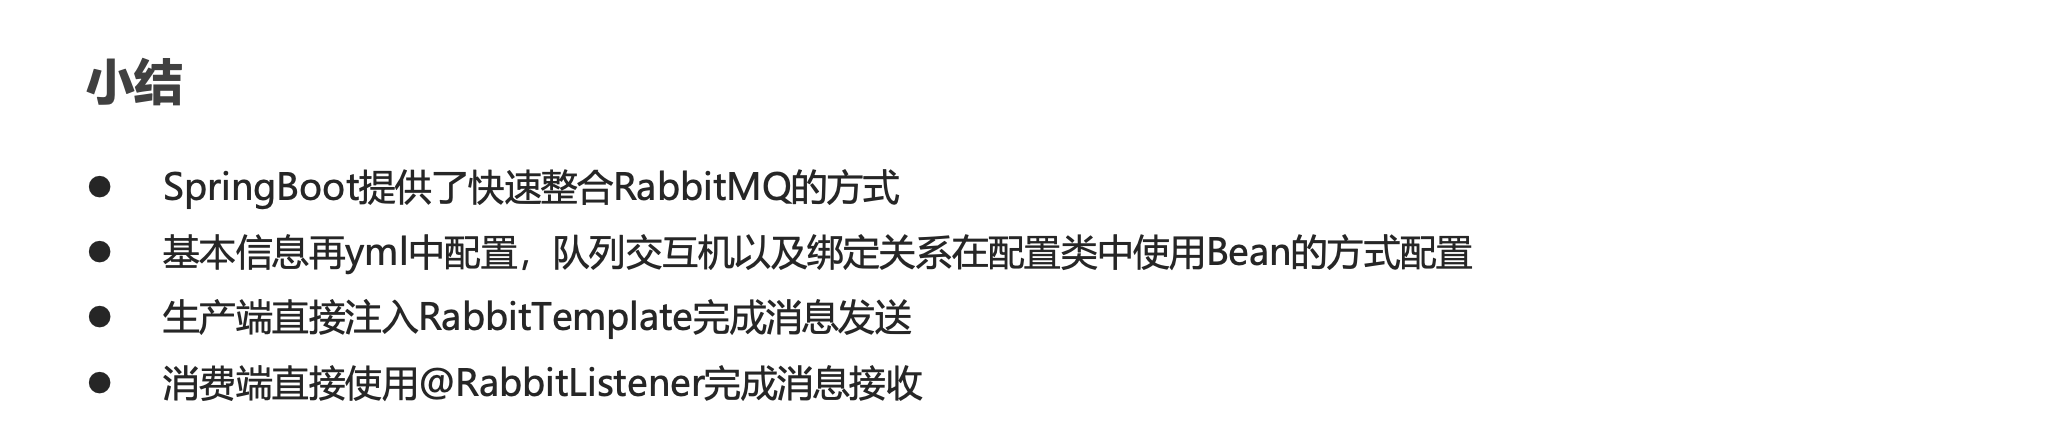 小结
● SpringBoot提供了快速整合RabbitMQ的方式
● 基本信息再yml中配置，队列交互机以及绑定关系在配置类中使用Bean的方式配置
● 生产端直接注入RabbitTemplate完成消息发送
● 消费端直接使用@RabbitListener完成消息接收